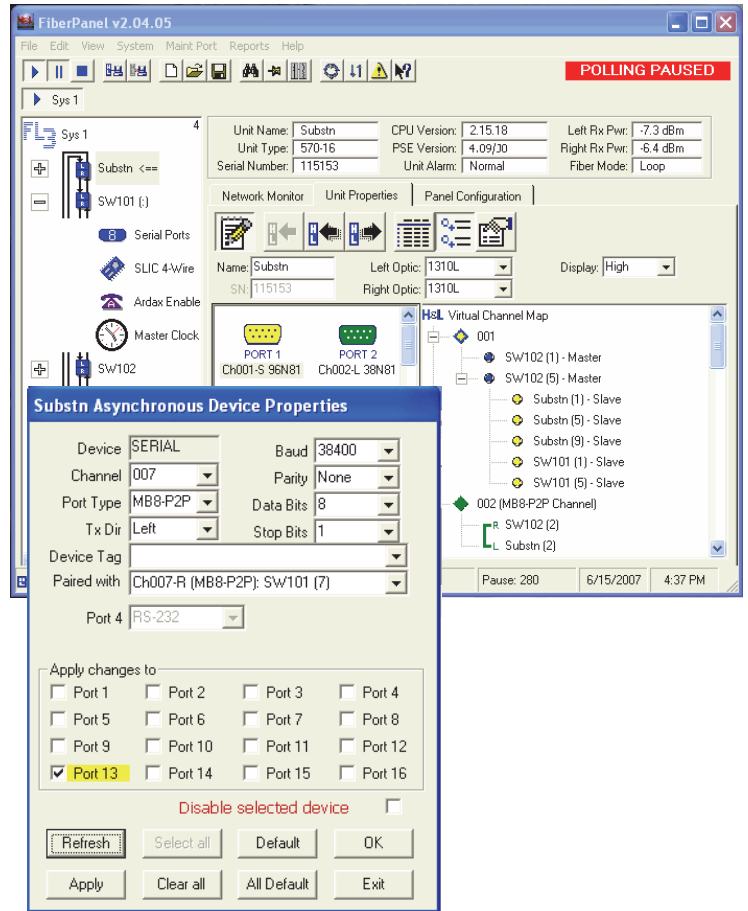 FiberPanel v2.04.05
File Edit View System Maint Port Reports Help
POLLING PAUSED
Sys 1
FL3 Sys 1 4
Substn <==
SW101 (:)
8 Serial Ports
SLIC 4-Wire
Ardax Enable
Master Clock
SW102
Unit Name: Substn CPU Version: 2.15.18 Left Rx Pwr: -7.3 dBm
Unit Type: 570-16 PSE Version: 4.09/J0 Right Rx Pwr: -6.4 dBm
Serial Number: 115153 Unit Alarm: Normal Fiber Mode: Loop
Network Monitor Unit Properties Panel Configuration
Name: Substn Left Optic: 1310L Display: High
SN: 115153 Right Optic: 1310L
PORT 1 PORT 2
Ch001-S 96N81 Ch002-L 38N81
H&L Virtual Channel Map
001
SW102 (1) - Master
SW102 (5) - Master
Substn (1) - Slave
Substn (5) - Slave
Substn (9) - Slave
SW101 (1) - Slave
SW101 (5) - Slave
002 (MB8-P2P Channel)
R SW102 (2)
L Substn (2)
Pause: 280 6/15/2007 4:37 PM
Substn Asynchronous Device Properties
Device SERIAL Baud 38400
Channel 007 Parity None
Port Type MB8-P2P Data Bits 8
Tx Dir Left Stop Bits 1
Device Tag
Paired with Ch007-R (MB8-P2P): SW101 (7)
Port 4 RS-232
Apply changes to
Port 1 Port 2 Port 3 Port 4
Port 5 Port 6 Port 7 Port 8
Port 9 Port 10 Port 11 Port 12
Port 13 Port 14 Port 15 Port 16
Disable selected device
Refresh Select all Default OK
Apply Clear all All Default Exit